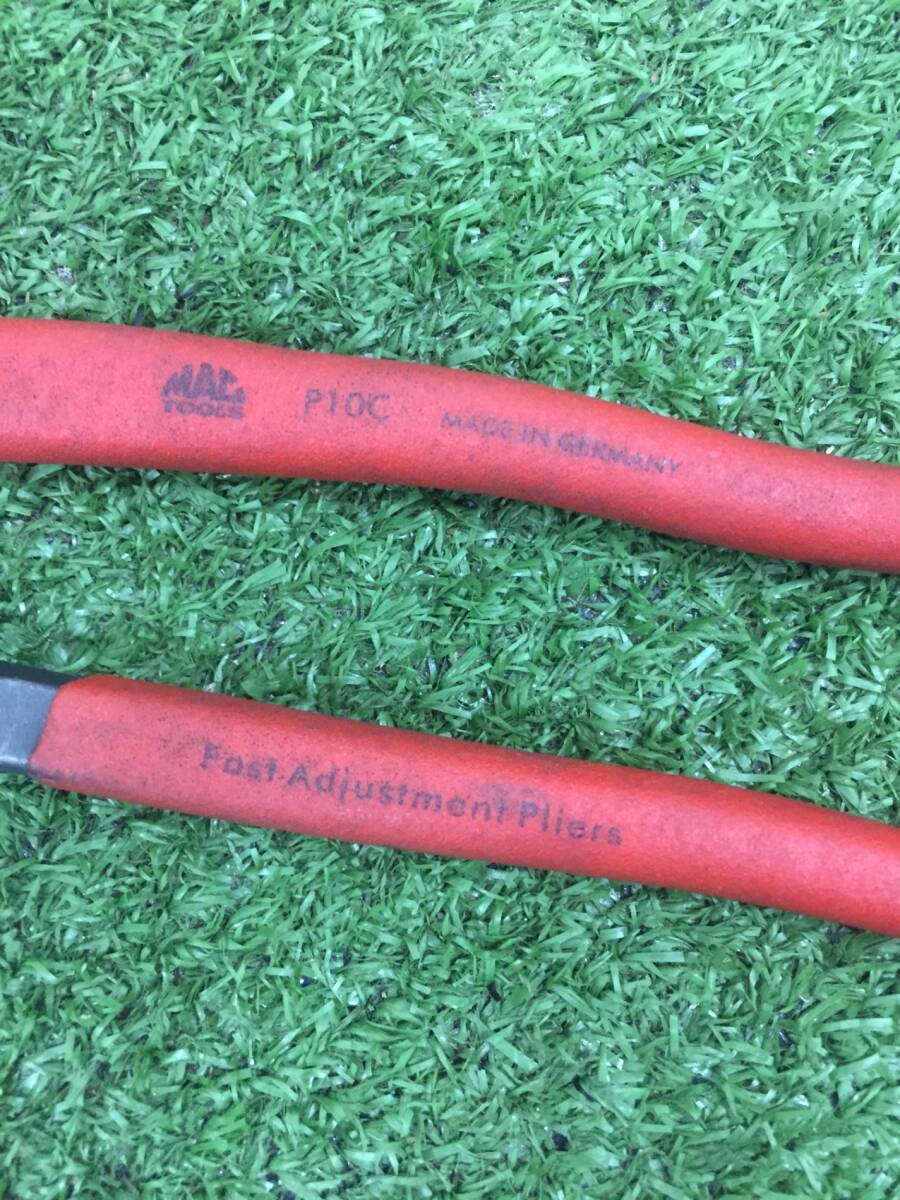 MAC TOOLS P10C MADE IN GERMANY
Fast Adjustment Pliers